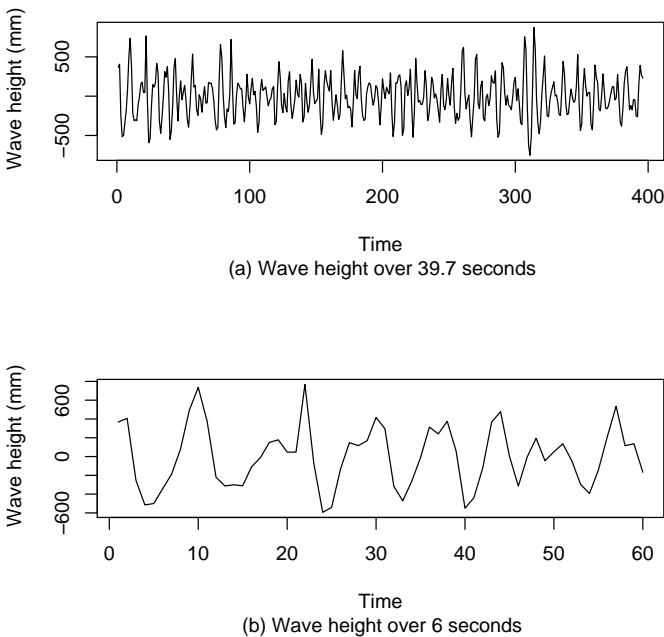 Wave height (mm)
500
−500
0 100 200 300 400
Time
(a) Wave height over 39.7 seconds
Wave height (mm)
600
0
−600
0 10 20 30 40 50 60
Time
(b) Wave height over 6 seconds